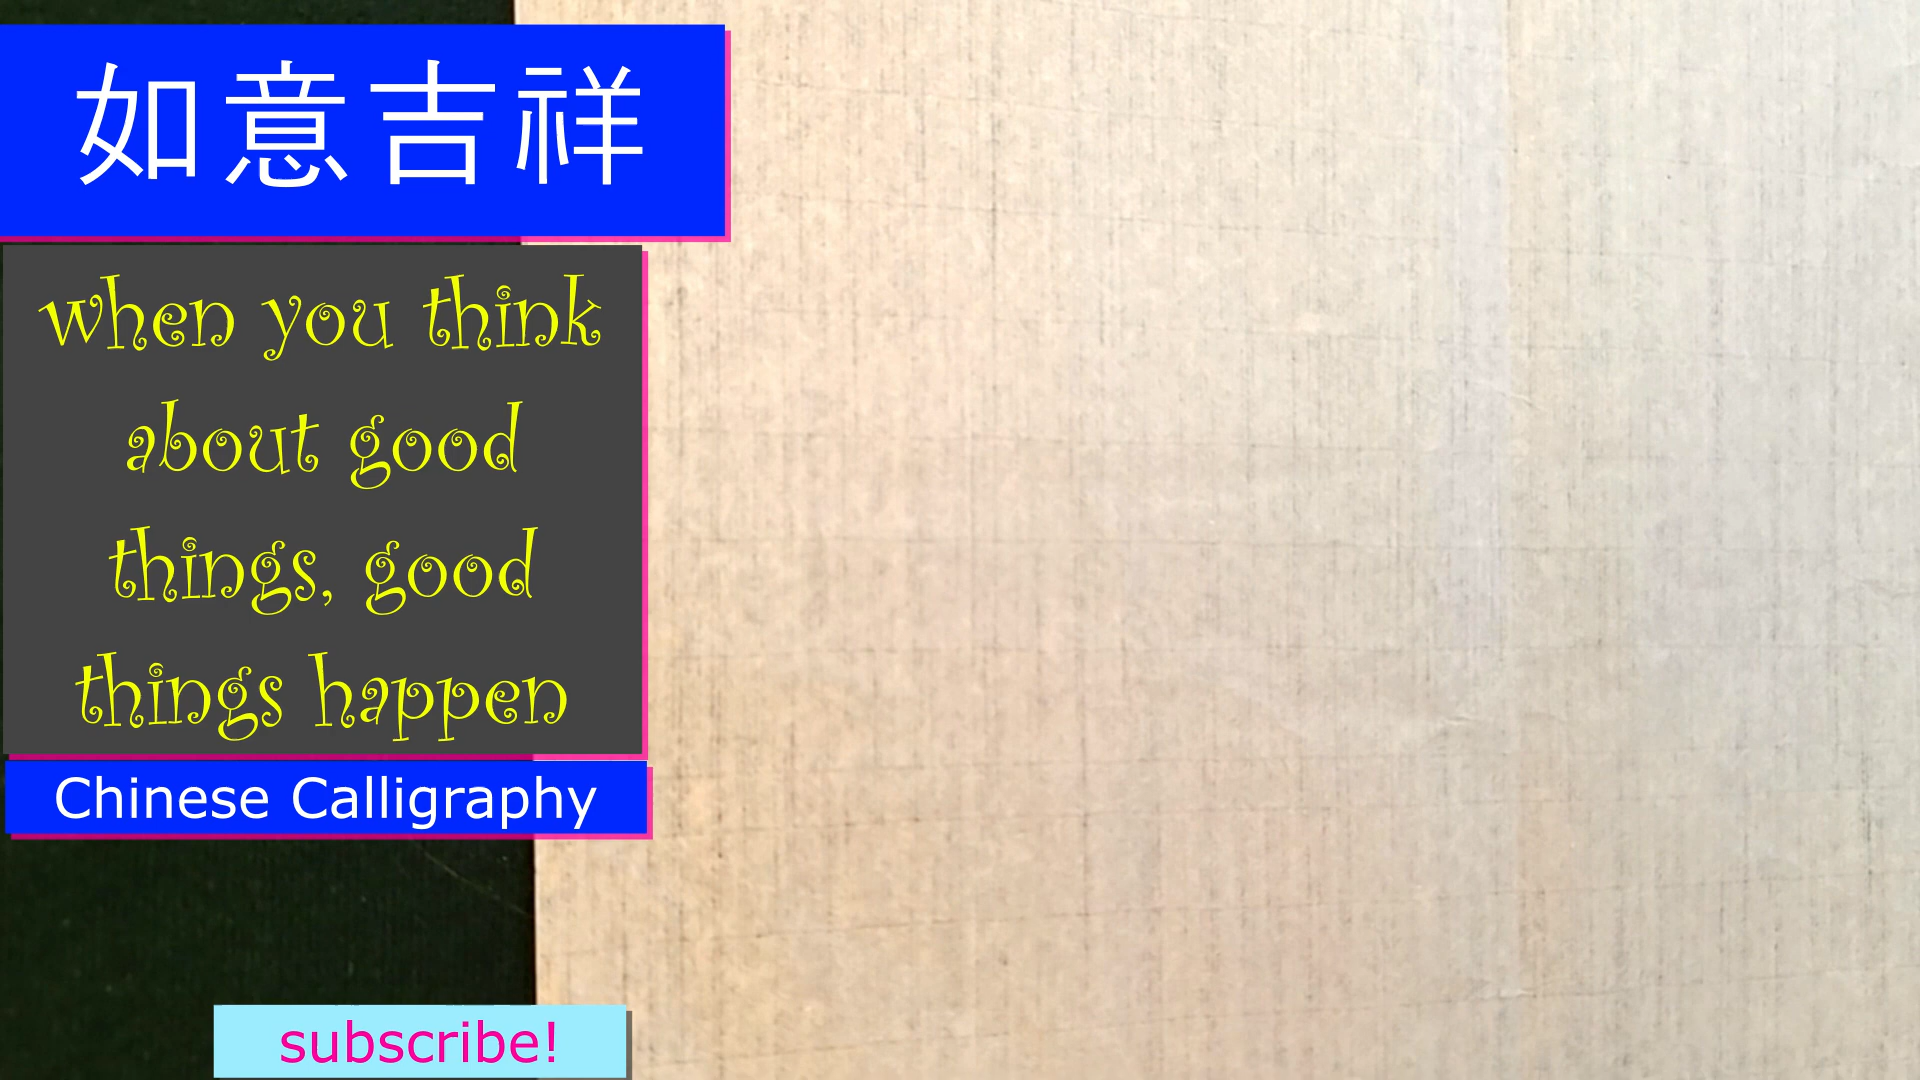 如意吉祥
when you think
about good
things, good
things happen
Chinese Calligraphy
subscribe!